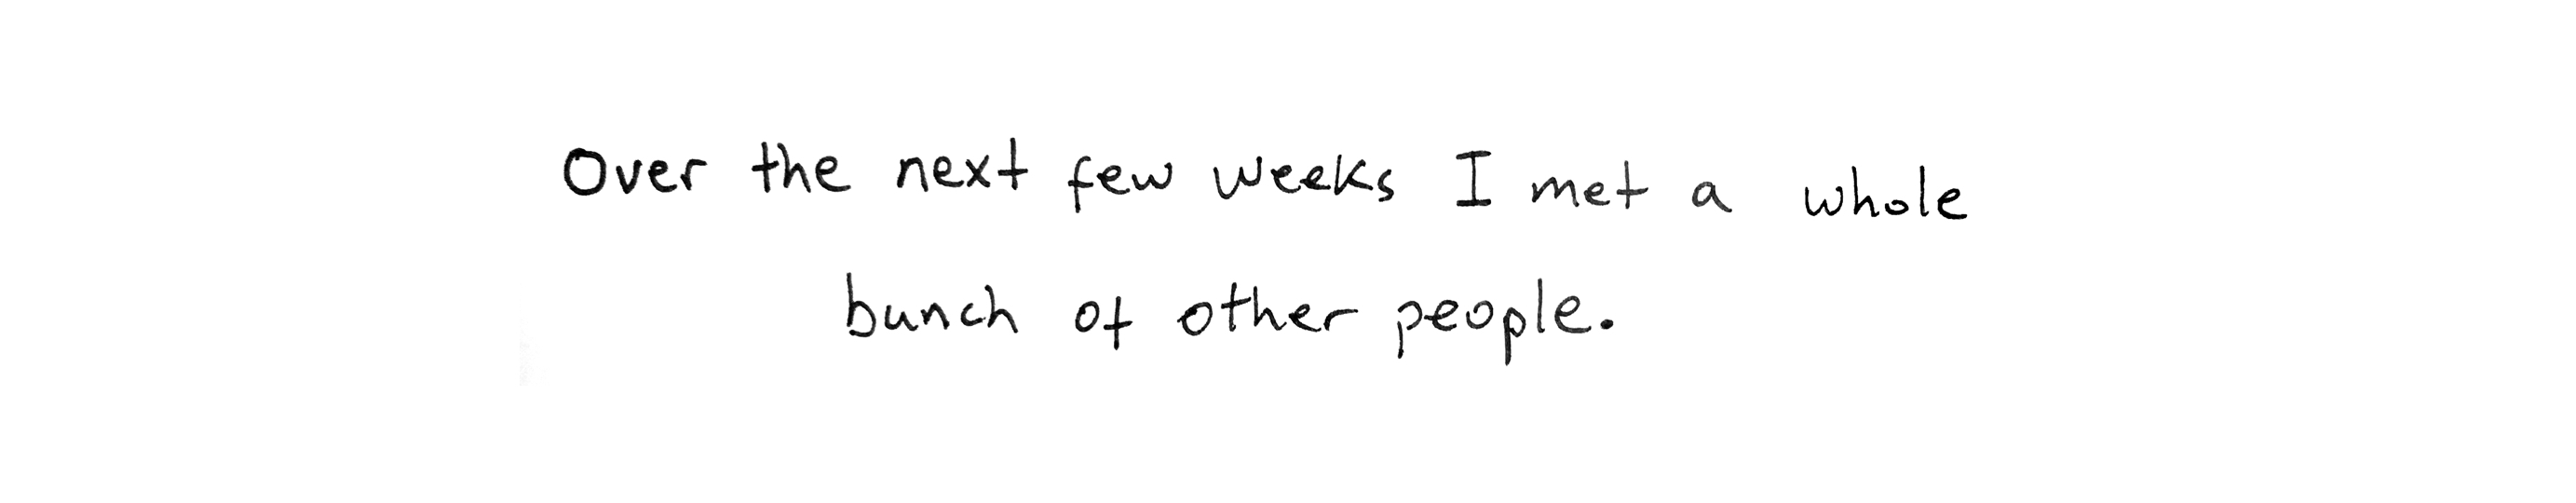 Over the next few weeks I met a whole
bunch of other people.